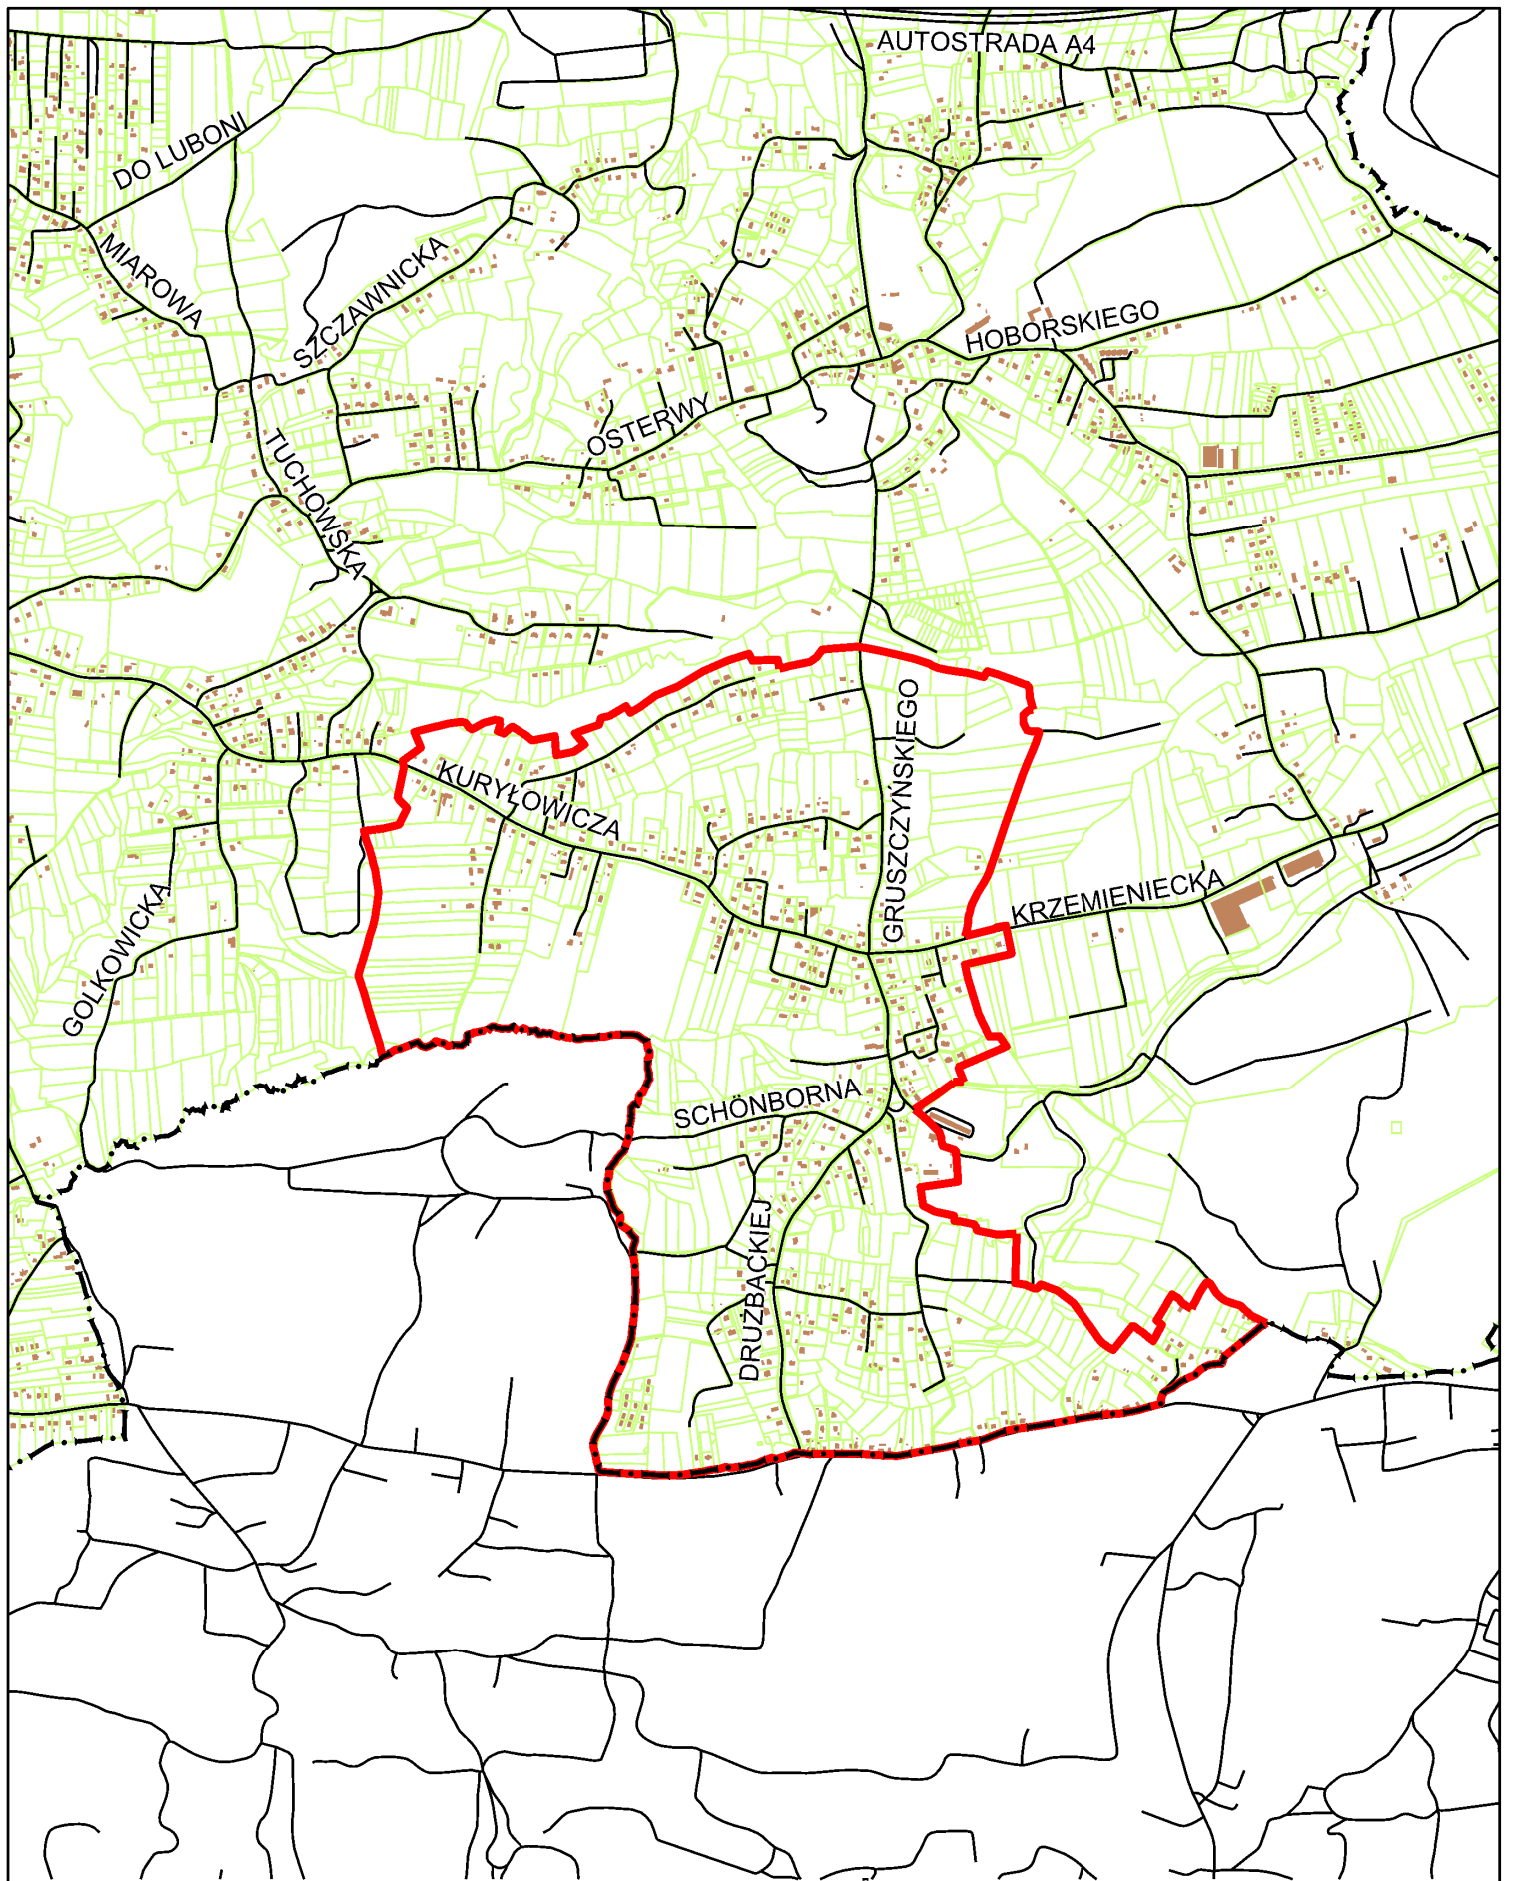 AUTOSTRADA A4
DO LUBONI
MIAROWA
SZCZAWNICKA
HOBORSKIEGO
OSTERWY
TUCHOWSKA
GRUSZCZYŃSKIEGO
KURYŁOWICZA
KRZEMIENIECKA
GOLKOWICKA
SCHÖNBORNA
DRUŻBACKIEJ